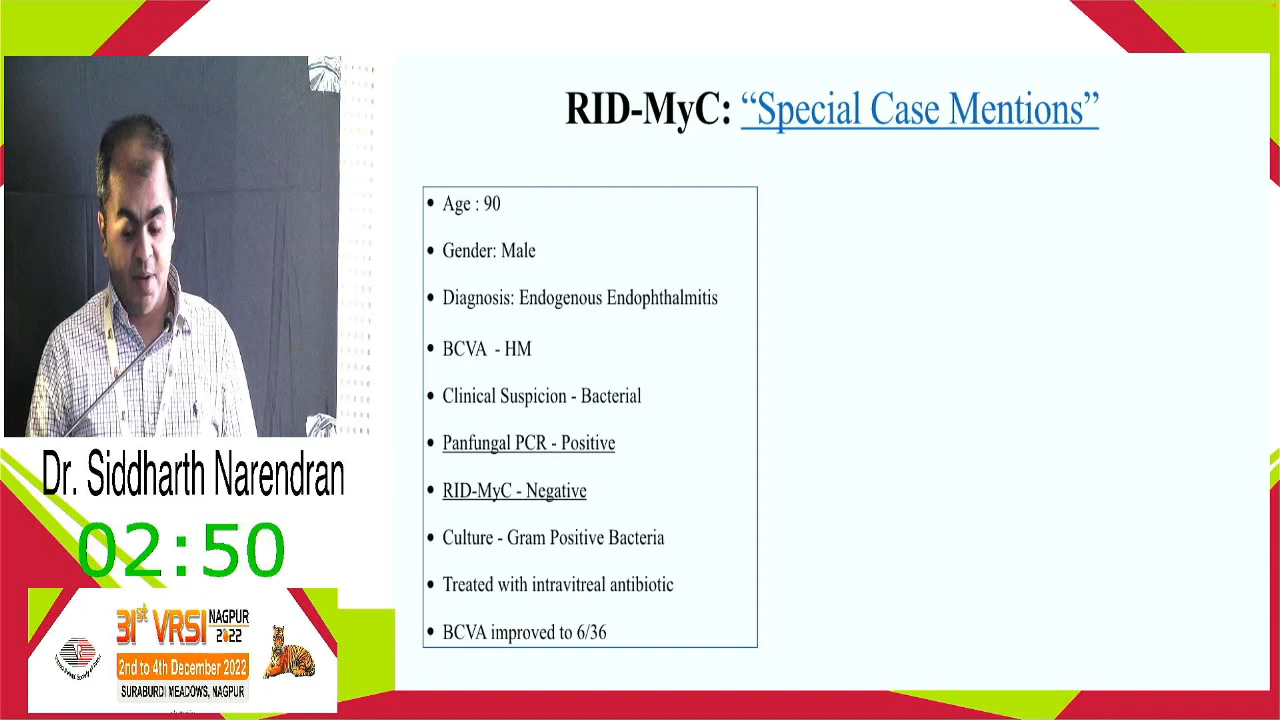 RID-MyC: “Special Case Mentions”
• Age : 90
• Gender: Male
• Diagnosis: Endogenous Endophthalmitis
• BCVA - HM
• Clinical Suspicion - Bacterial
• Panfungal PCR - Positive
• RID-MyC - Negative
• Culture - Gram Positive Bacteria
• Treated with intravitreal antibiotic
• BCVA improved to 6/36
Dr. Siddharth Narendran
02:50
31st VRSI NAGPUR
2022
2nd to 4th December 2022
SURABURDI MEADOWS, NAGPUR